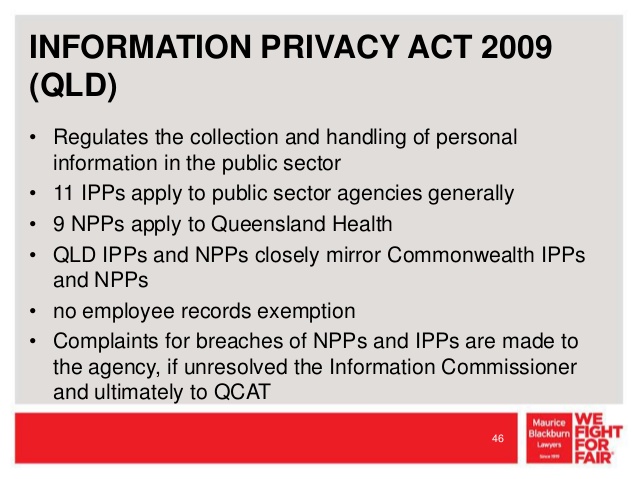 INFORMATION PRIVACY ACT 2009
(QLD)
• Regulates the collection and handling of personal
information in the public sector
• 11 IPPs apply to public sector agencies generally
• 9 NPPs apply to Queensland Health
• QLD IPPs and NPPs closely mirror Commonwealth IPPs
and NPPs
• no employee records exemption
• Complaints for breaches of NPPs and IPPs are made to
the agency, if unresolved the Information Commissioner
and ultimately to QCAT
46
Maurice
Blackburn
Lawyers
Since 1919
WE
FIGHT
FOR
FAIR®